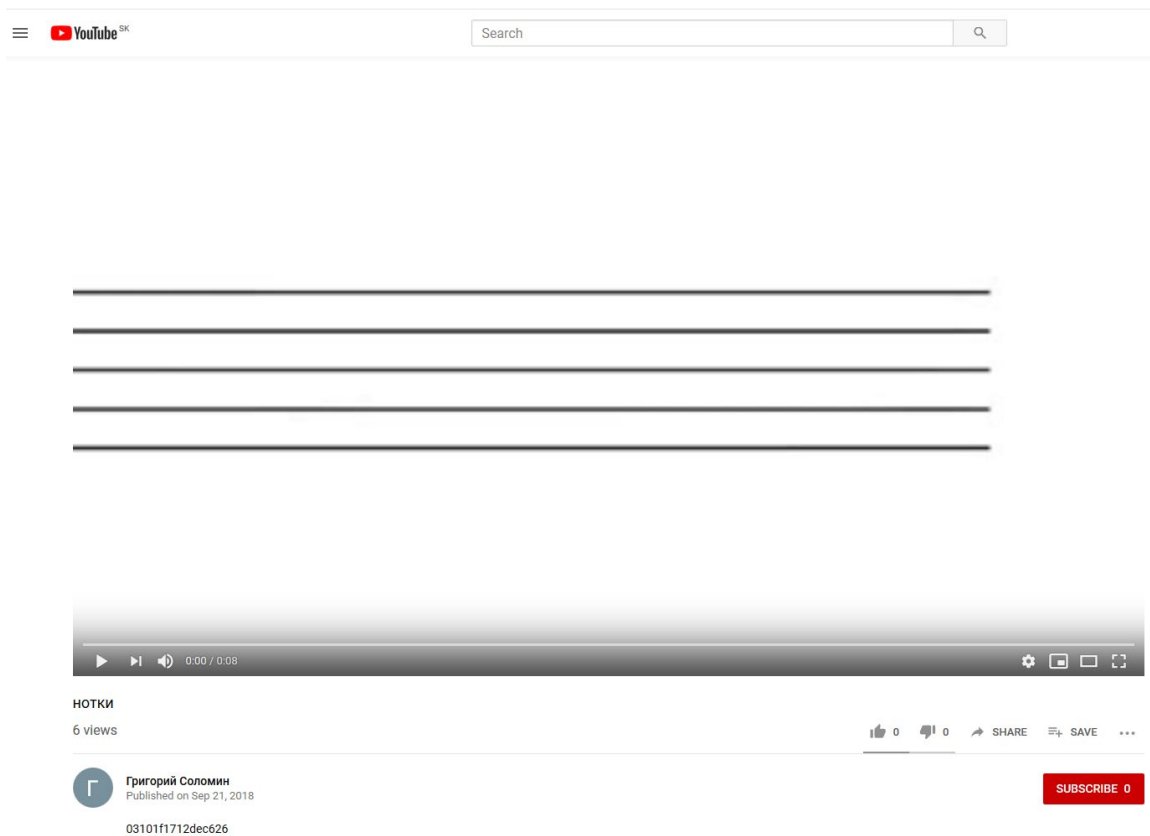 YouTube SK
Search
0:00 / 0:08
нотки
6 views
0
0
SHARE
SAVE
Г
Григорий Соломин
Published on Sep 21, 2018
SUBSCRIBE 0
03101f1712dec626